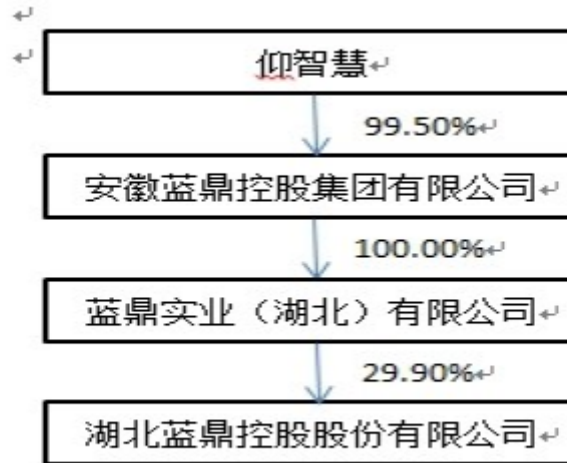 仰智慧
99.50%
安徽蓝鼎控股集团有限公司
100.00%
蓝鼎实业（湖北）有限公司
29.90%
湖北蓝鼎控股股份有限公司